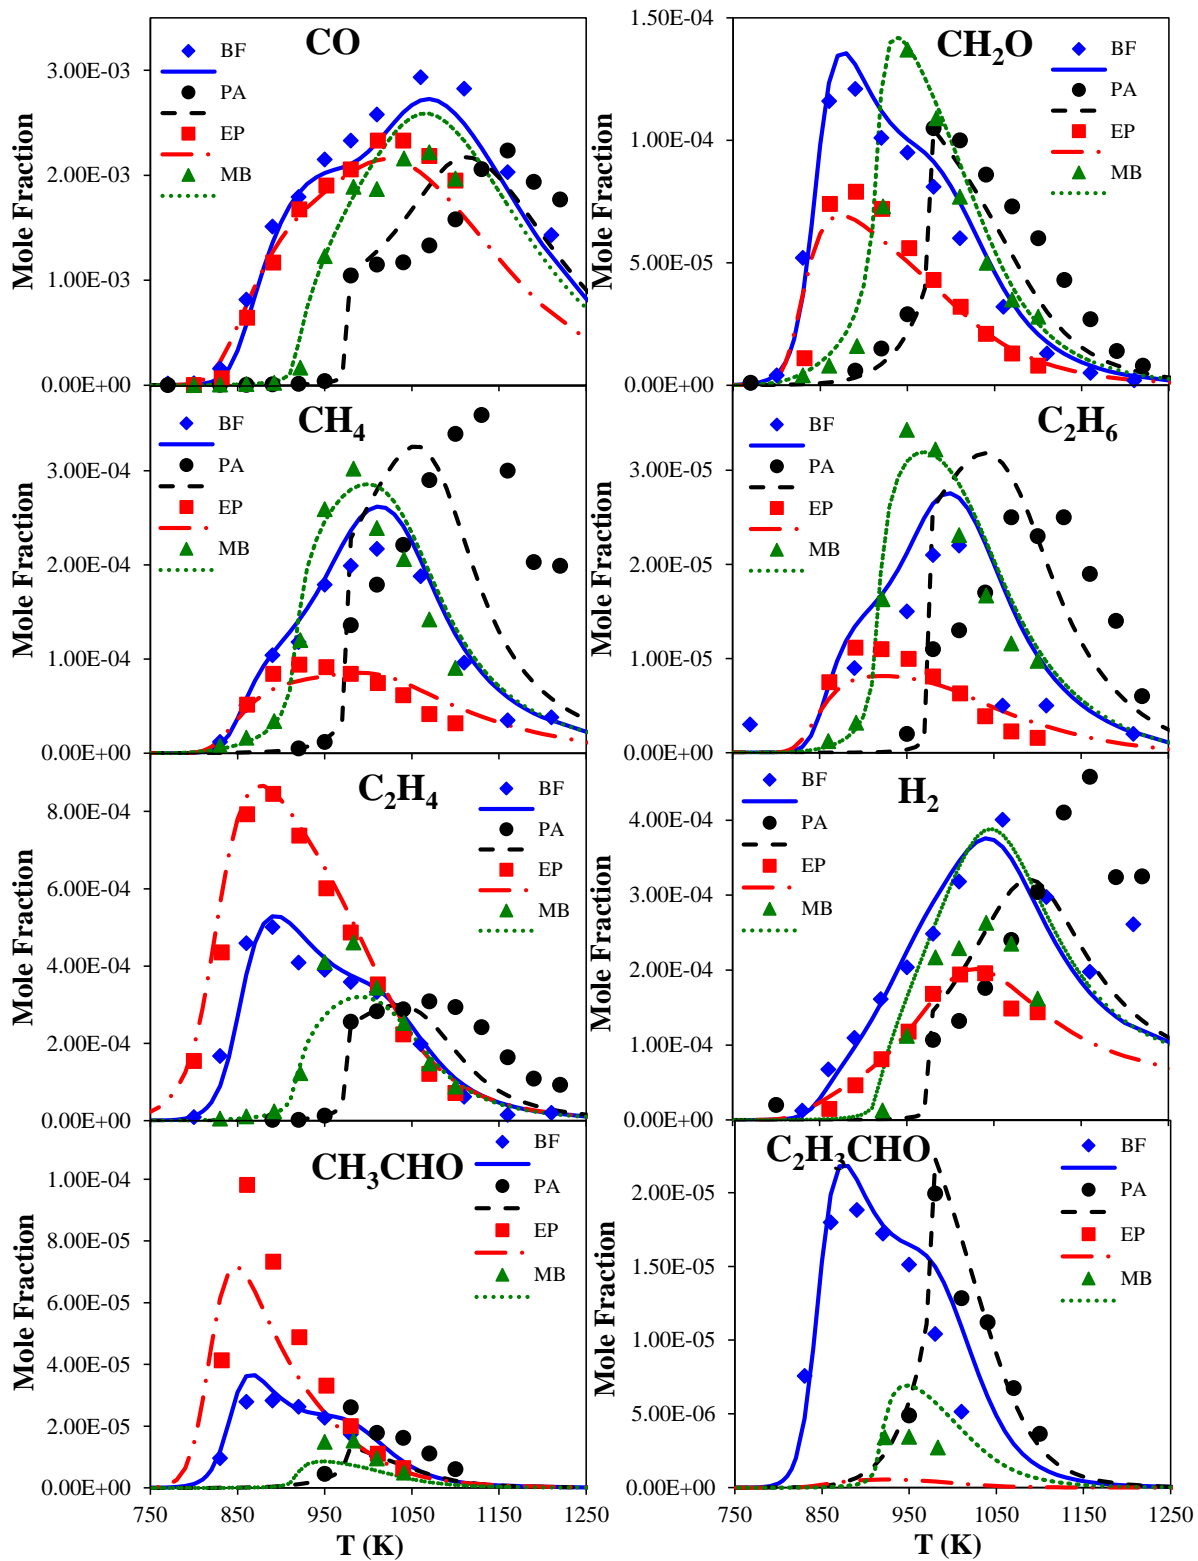 CO
BF
PA
EP
MB
3.00E-03
2.00E-03
1.00E-03
0.00E+00
Mole Fraction
CH₂O
BF
PA
EP
MB
1.50E-04
1.00E-04
5.00E-05
0.00E+00
Mole Fraction
CH₄
BF
PA
EP
MB
3.00E-04
2.00E-04
1.00E-04
0.00E+00
Mole Fraction
C₂H₆
BF
PA
EP
MB
3.00E-05
2.00E-05
1.00E-05
0.00E+00
Mole Fraction
C₂H₄
BF
PA
EP
MB
8.00E-04
6.00E-04
4.00E-04
2.00E-04
0.00E+00
Mole Fraction
H₂
BF
PA
EP
MB
4.00E-04
3.00E-04
2.00E-04
1.00E-04
0.00E+00
Mole Fraction
CH₃CHO
BF
PA
EP
MB
1.00E-04
8.00E-05
6.00E-05
4.00E-05
2.00E-05
0.00E+00
Mole Fraction
750 850 950 1050 1150 1250
T (K)
C₂H₃CHO
BF
PA
EP
MB
2.00E-05
1.50E-05
1.00E-05
5.00E-06
0.00E+00
Mole Fraction
750 850 950 1050 1150 1250
T (K)